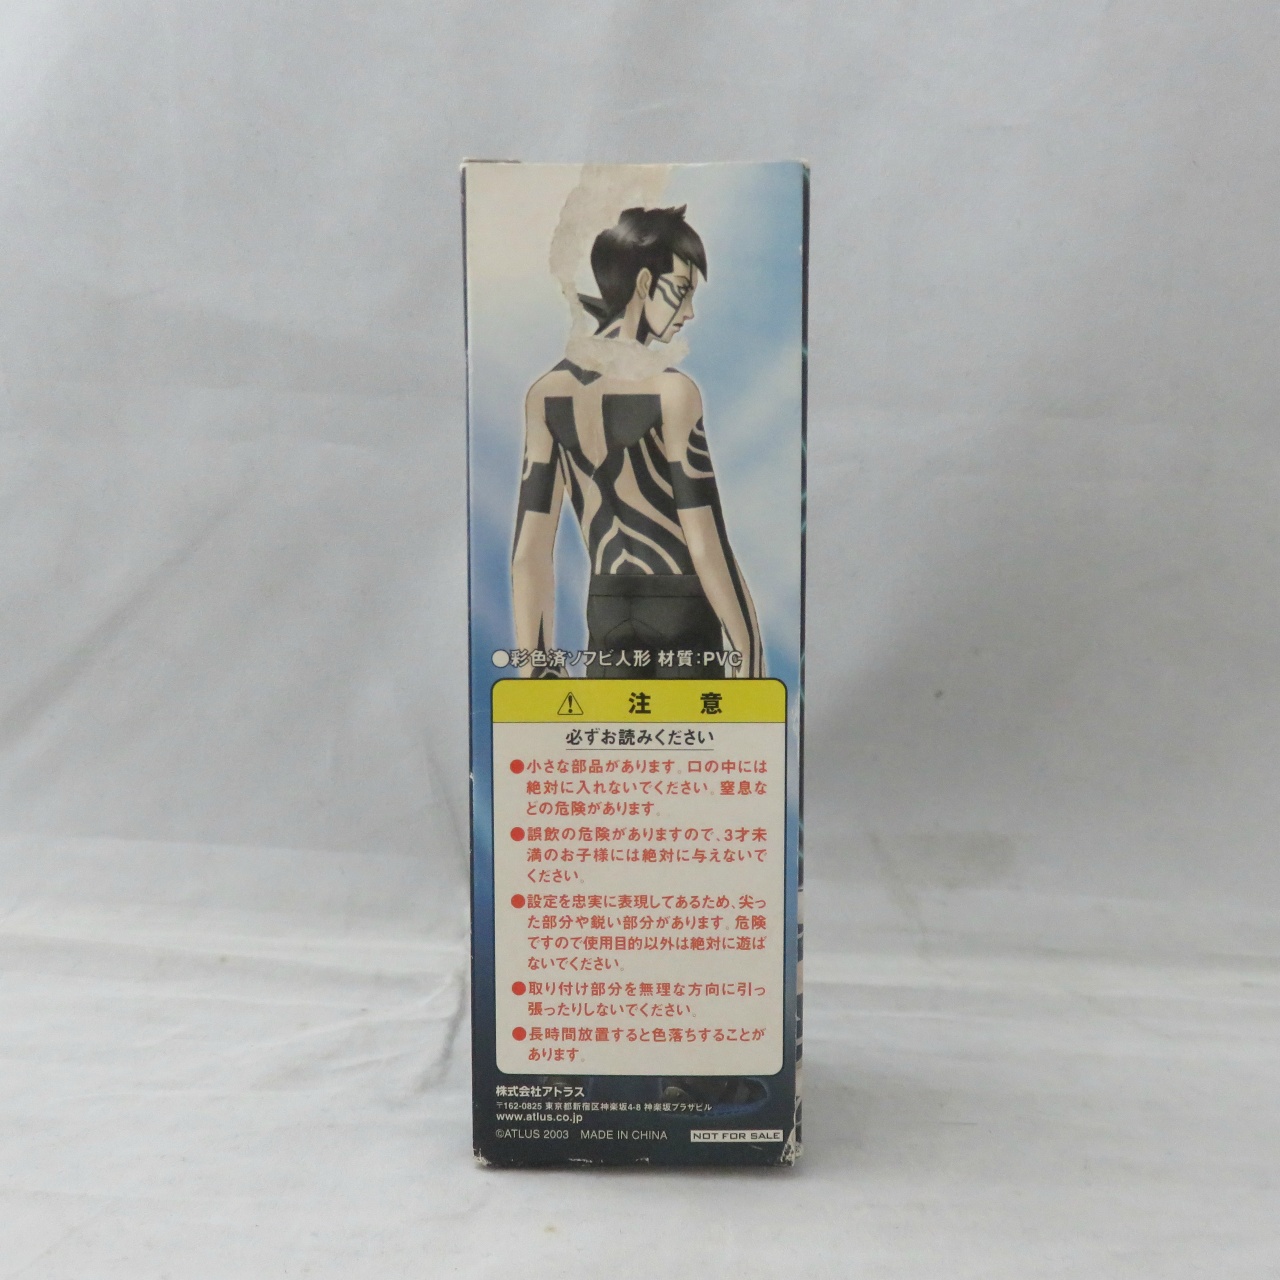 ●彩色済ソフビ人形 材質:PVC
注 意
必ずお読みください
●小さな部品があります。口の中には
絶対に入れないでください。窒息な
どの危険があります。
●誤飲の危険がありますので、3才未
満のお子様には絶対に与えないで
ください。
●設定を忠実に表現してあるため、尖っ
た部分や鋭い部分があります。危険
ですので使用目的以外は絶対に遊ば
ないでください。
●取り付け部分を無理な方向に引っ
張ったりしないでください。
●長時間放置すると色落ちすることが
あります。
株式会社アトラス
〒162-0825 東京都新宿区神楽坂4-8 神楽坂プラザビル
www.atlus.co.jp
©ATLUS 2003 MADE IN CHINA NOT FOR SALE